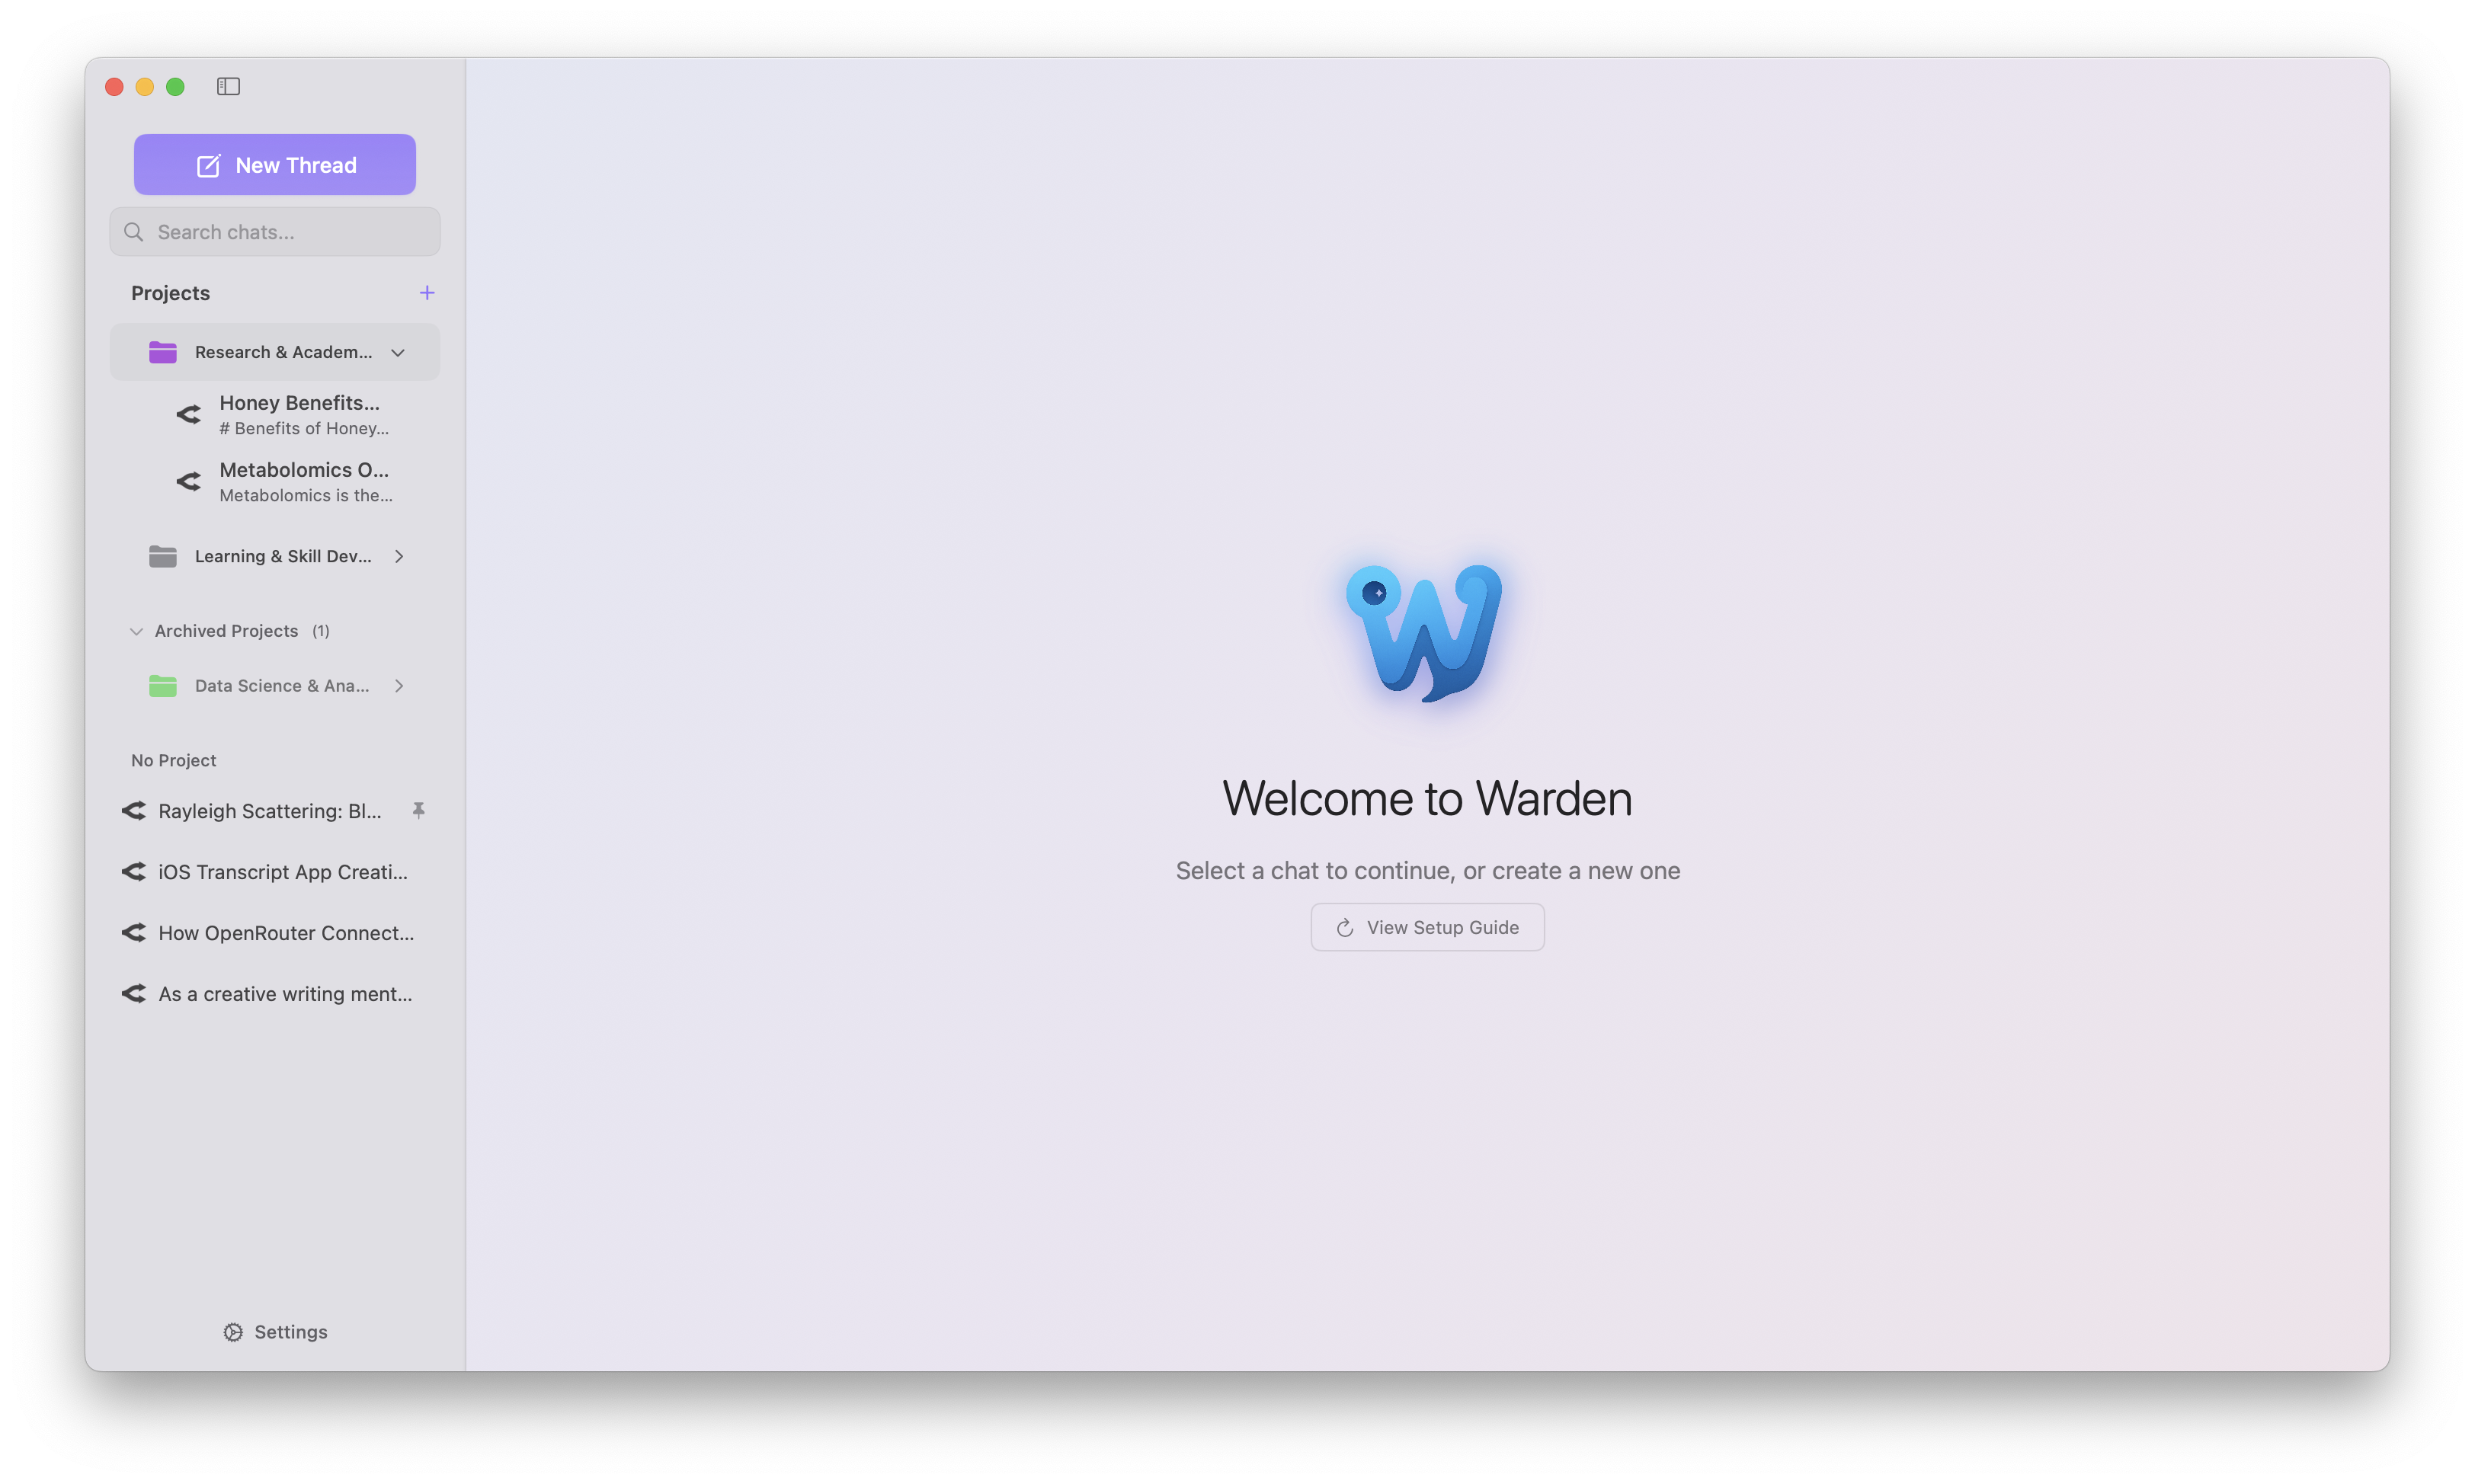 New Thread
Search chats...
Projects
Research & Academ...
Honey Benefits...
# Benefits of Honey...
Metabolomics O...
Metabolomics is the...
Learning & Skill Dev...
Archived Projects (1)
Data Science & Ana...
No Project
Rayleigh Scattering: Bl...
iOS Transcript App Creati...
How OpenRouter Connect...
As a creative writing ment...
Settings
Welcome to Warden
Select a chat to continue, or create a new one
View Setup Guide